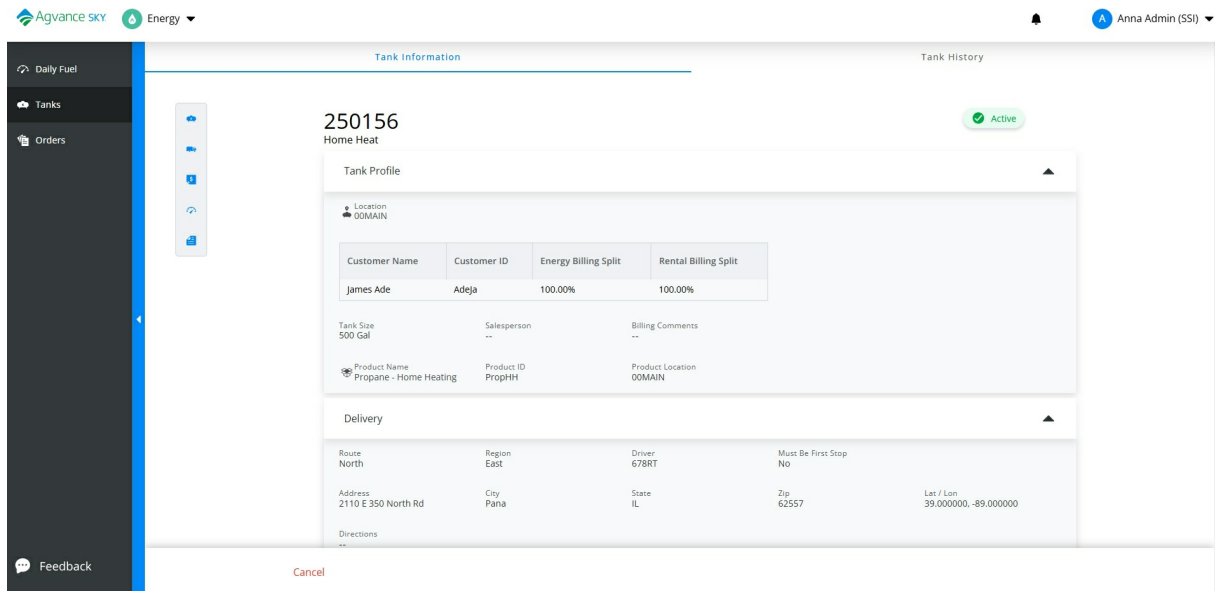 Agvance SKY Energy A Anna Admin (SSI)
Daily Fuel
Tanks
Orders
Feedback
Tank Information Tank History
250156 Active
Home Heat
Tank Profile
Location
00MAIN
Customer Name Customer ID Energy Billing Split Rental Billing Split
James Ade AdeJa 100.00% 100.00%
Tank Size Salesperson Billing Comments
500 Gal -- --
Product Name Product ID Product Location
Propane - Home Heating PropHH 00MAIN
Delivery
Route Region Driver Must Be First Stop
North East 678RT No
Address City State Zip Lat / Lon
2110 E 350 North Rd Pana IL 62557 39.000000, -89.000000
Directions
--
Cancel